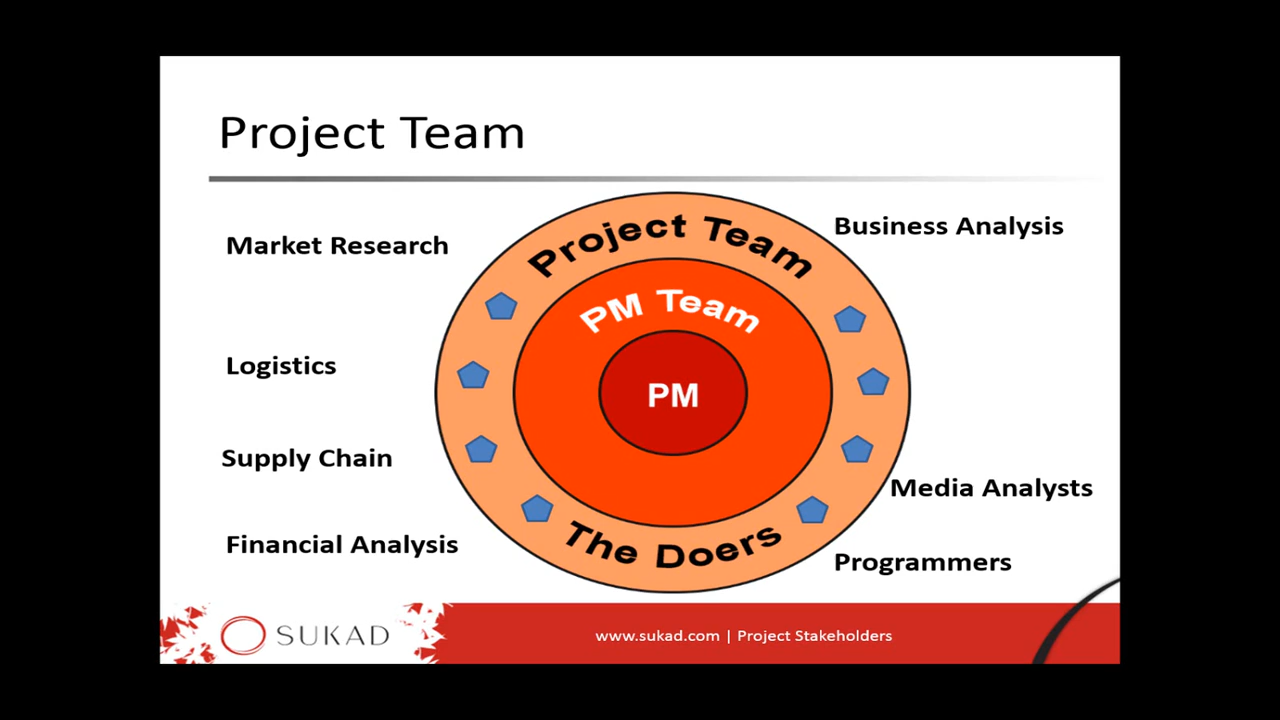 Project Team
Market Research
Business Analysis
Project Team
PM Team
PM
Logistics
Supply Chain
Media Analysts
Financial Analysis
The Doers
Programmers
SUKAD
www.sukad.com | Project Stakeholders